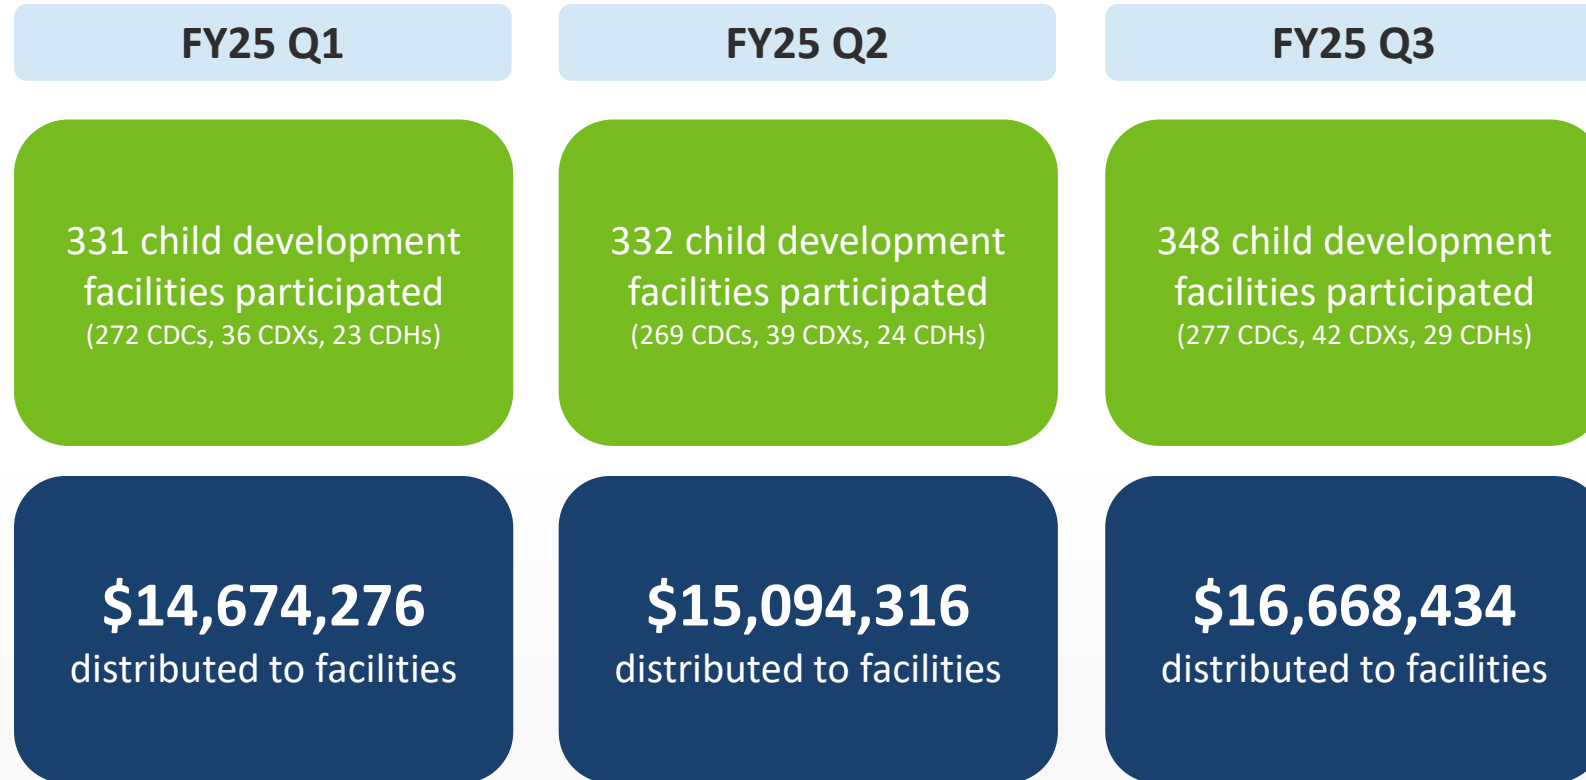 FY25 Q1
FY25 Q2
FY25 Q3
331 child development
facilities participated
(272 CDCs, 36 CDXs, 23 CDHs)
332 child development
facilities participated
(269 CDCs, 39 CDXs, 24 CDHs)
348 child development
facilities participated
(277 CDCs, 42 CDXs, 29 CDHs)
$14,674,276
distributed to facilities
$15,094,316
distributed to facilities
$16,668,434
distributed to facilities